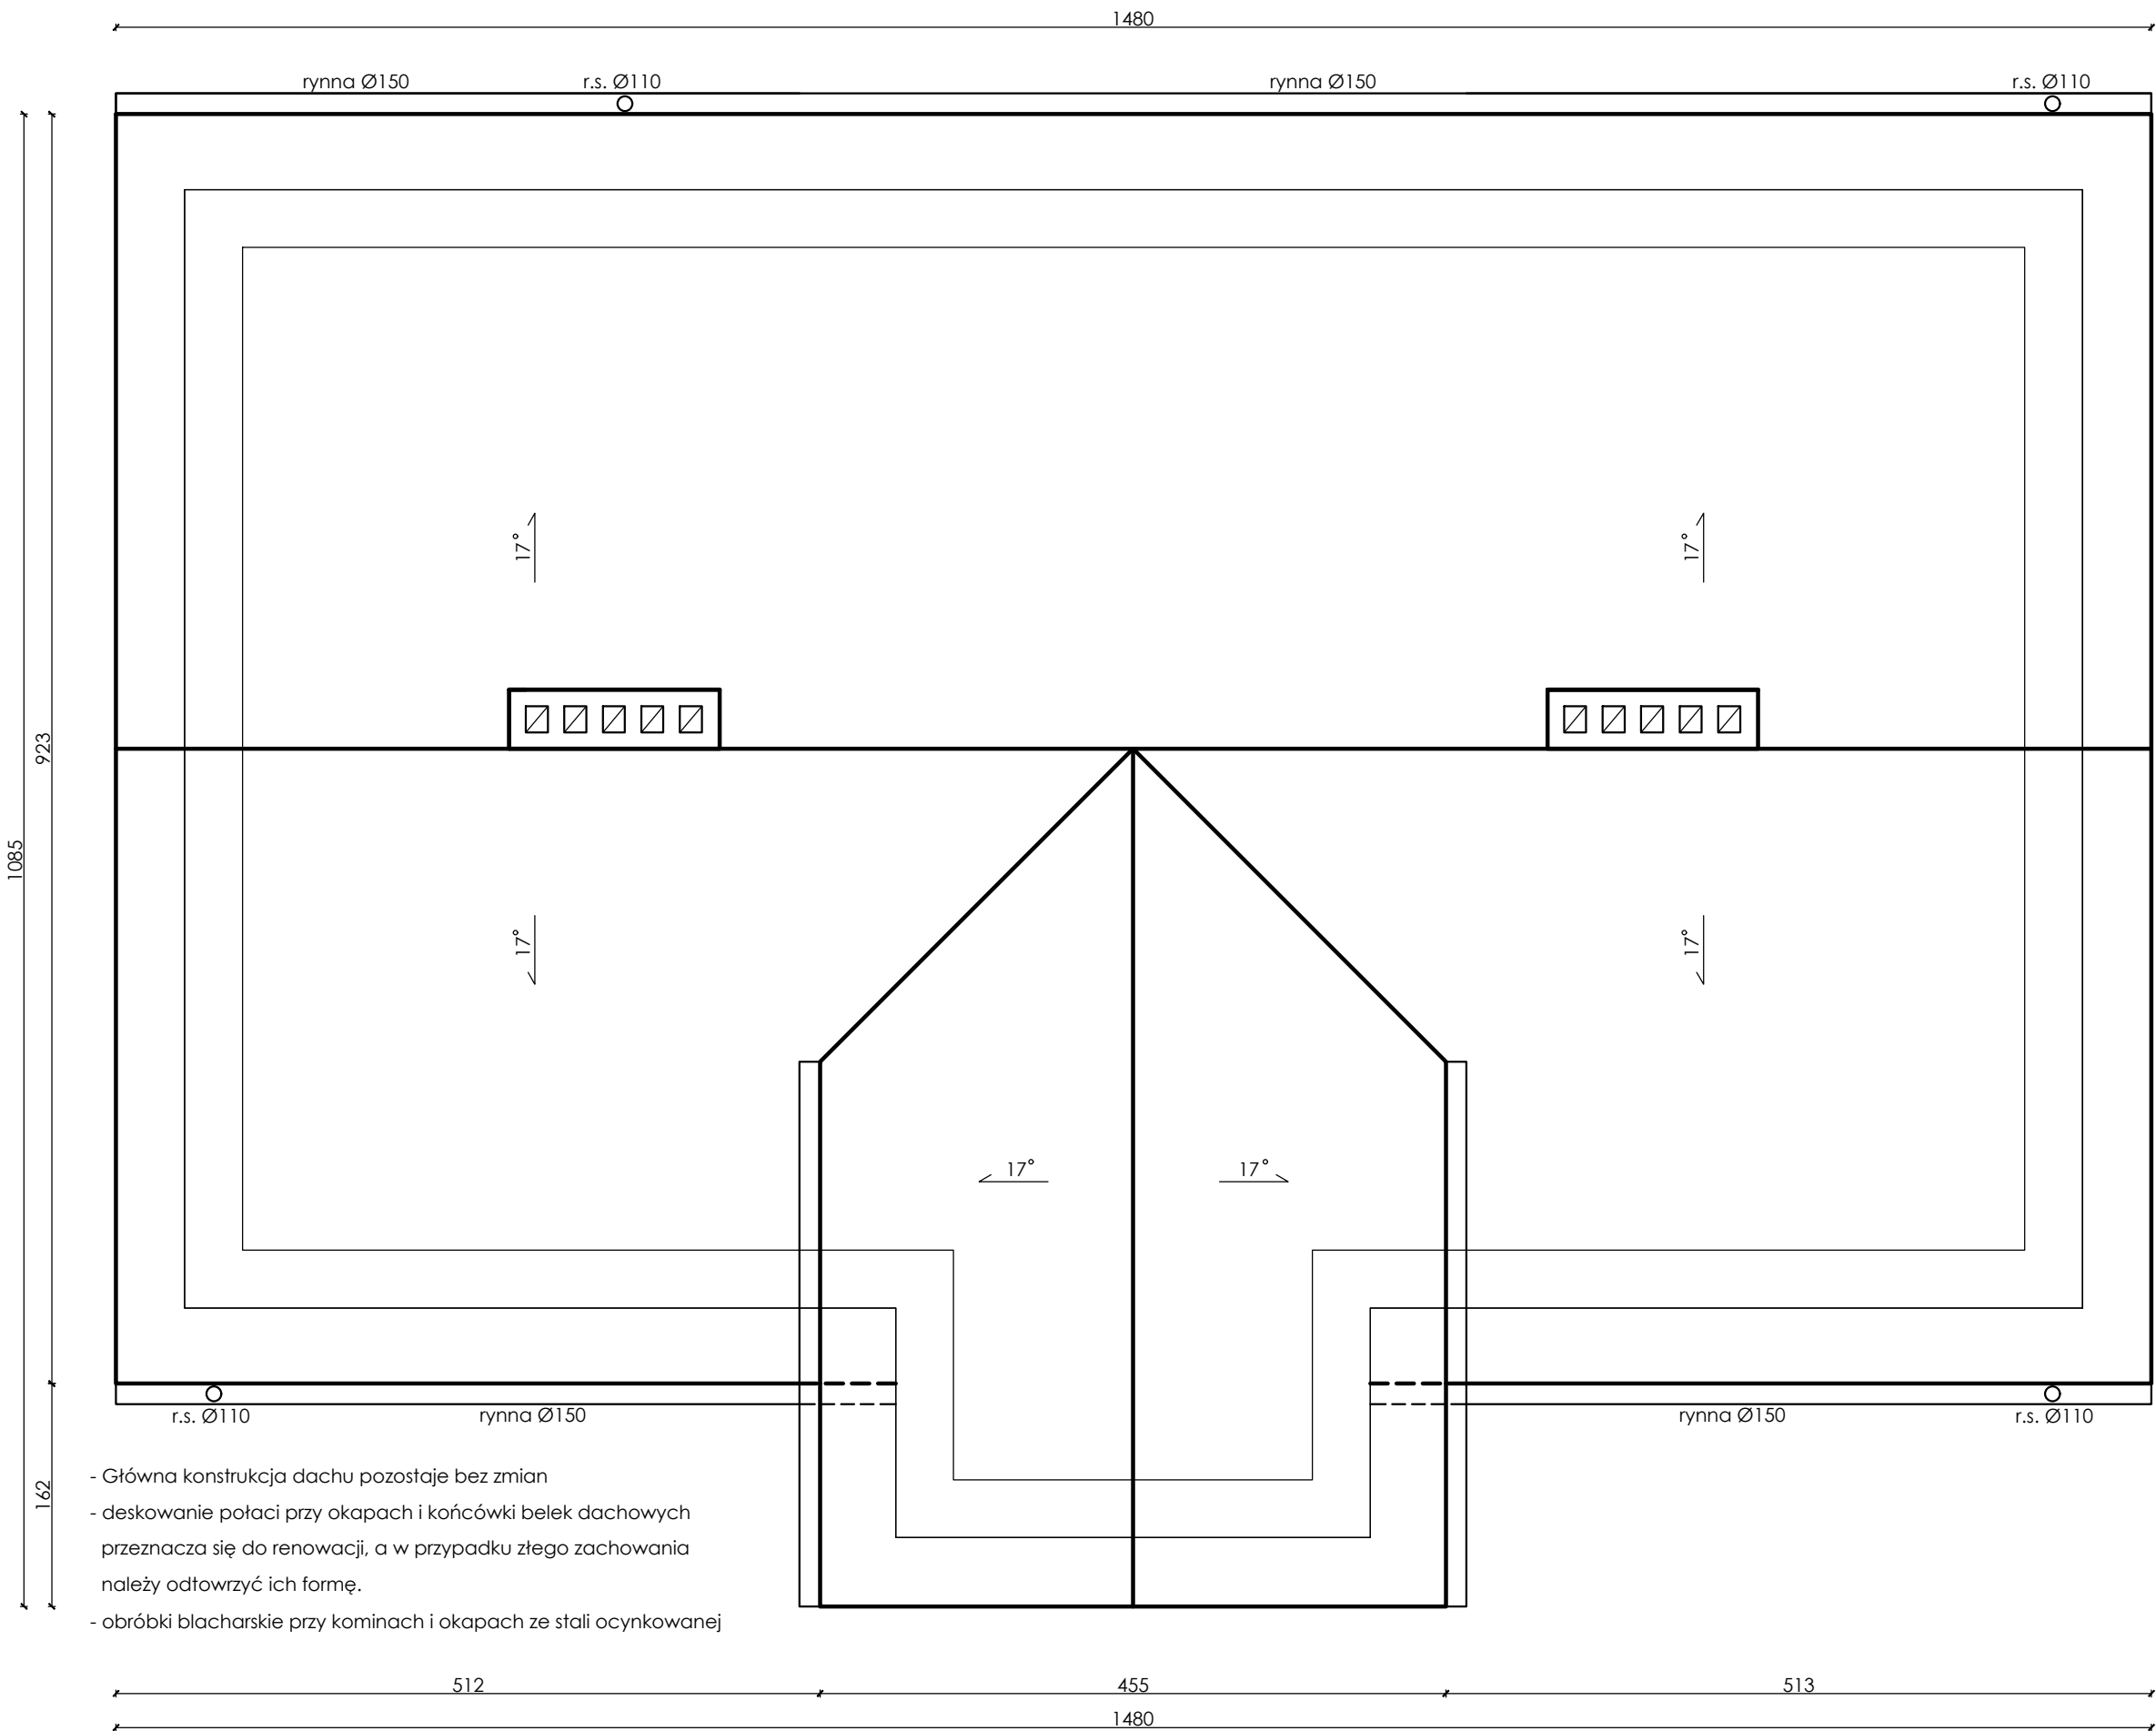 1480
rynna Ø150
r.s. Ø110
rynna Ø150
r.s. Ø110
17°
17°
923
1085
17°
17°
17°
17°
r.s. Ø110
rynna Ø150
rynna Ø150
r.s. Ø110
162
- Główna konstrukcja dachu pozostaje bez zmian
- deskowanie połaci przy okapach i końcówki belek dachowych
przeznacza się do renowacji, a w przypadku złego zachowania
należy odtowrzyć ich formę.
- obróbki blacharskie przy kominach i okapach ze stali ocynkowanej
512
455
513
1480